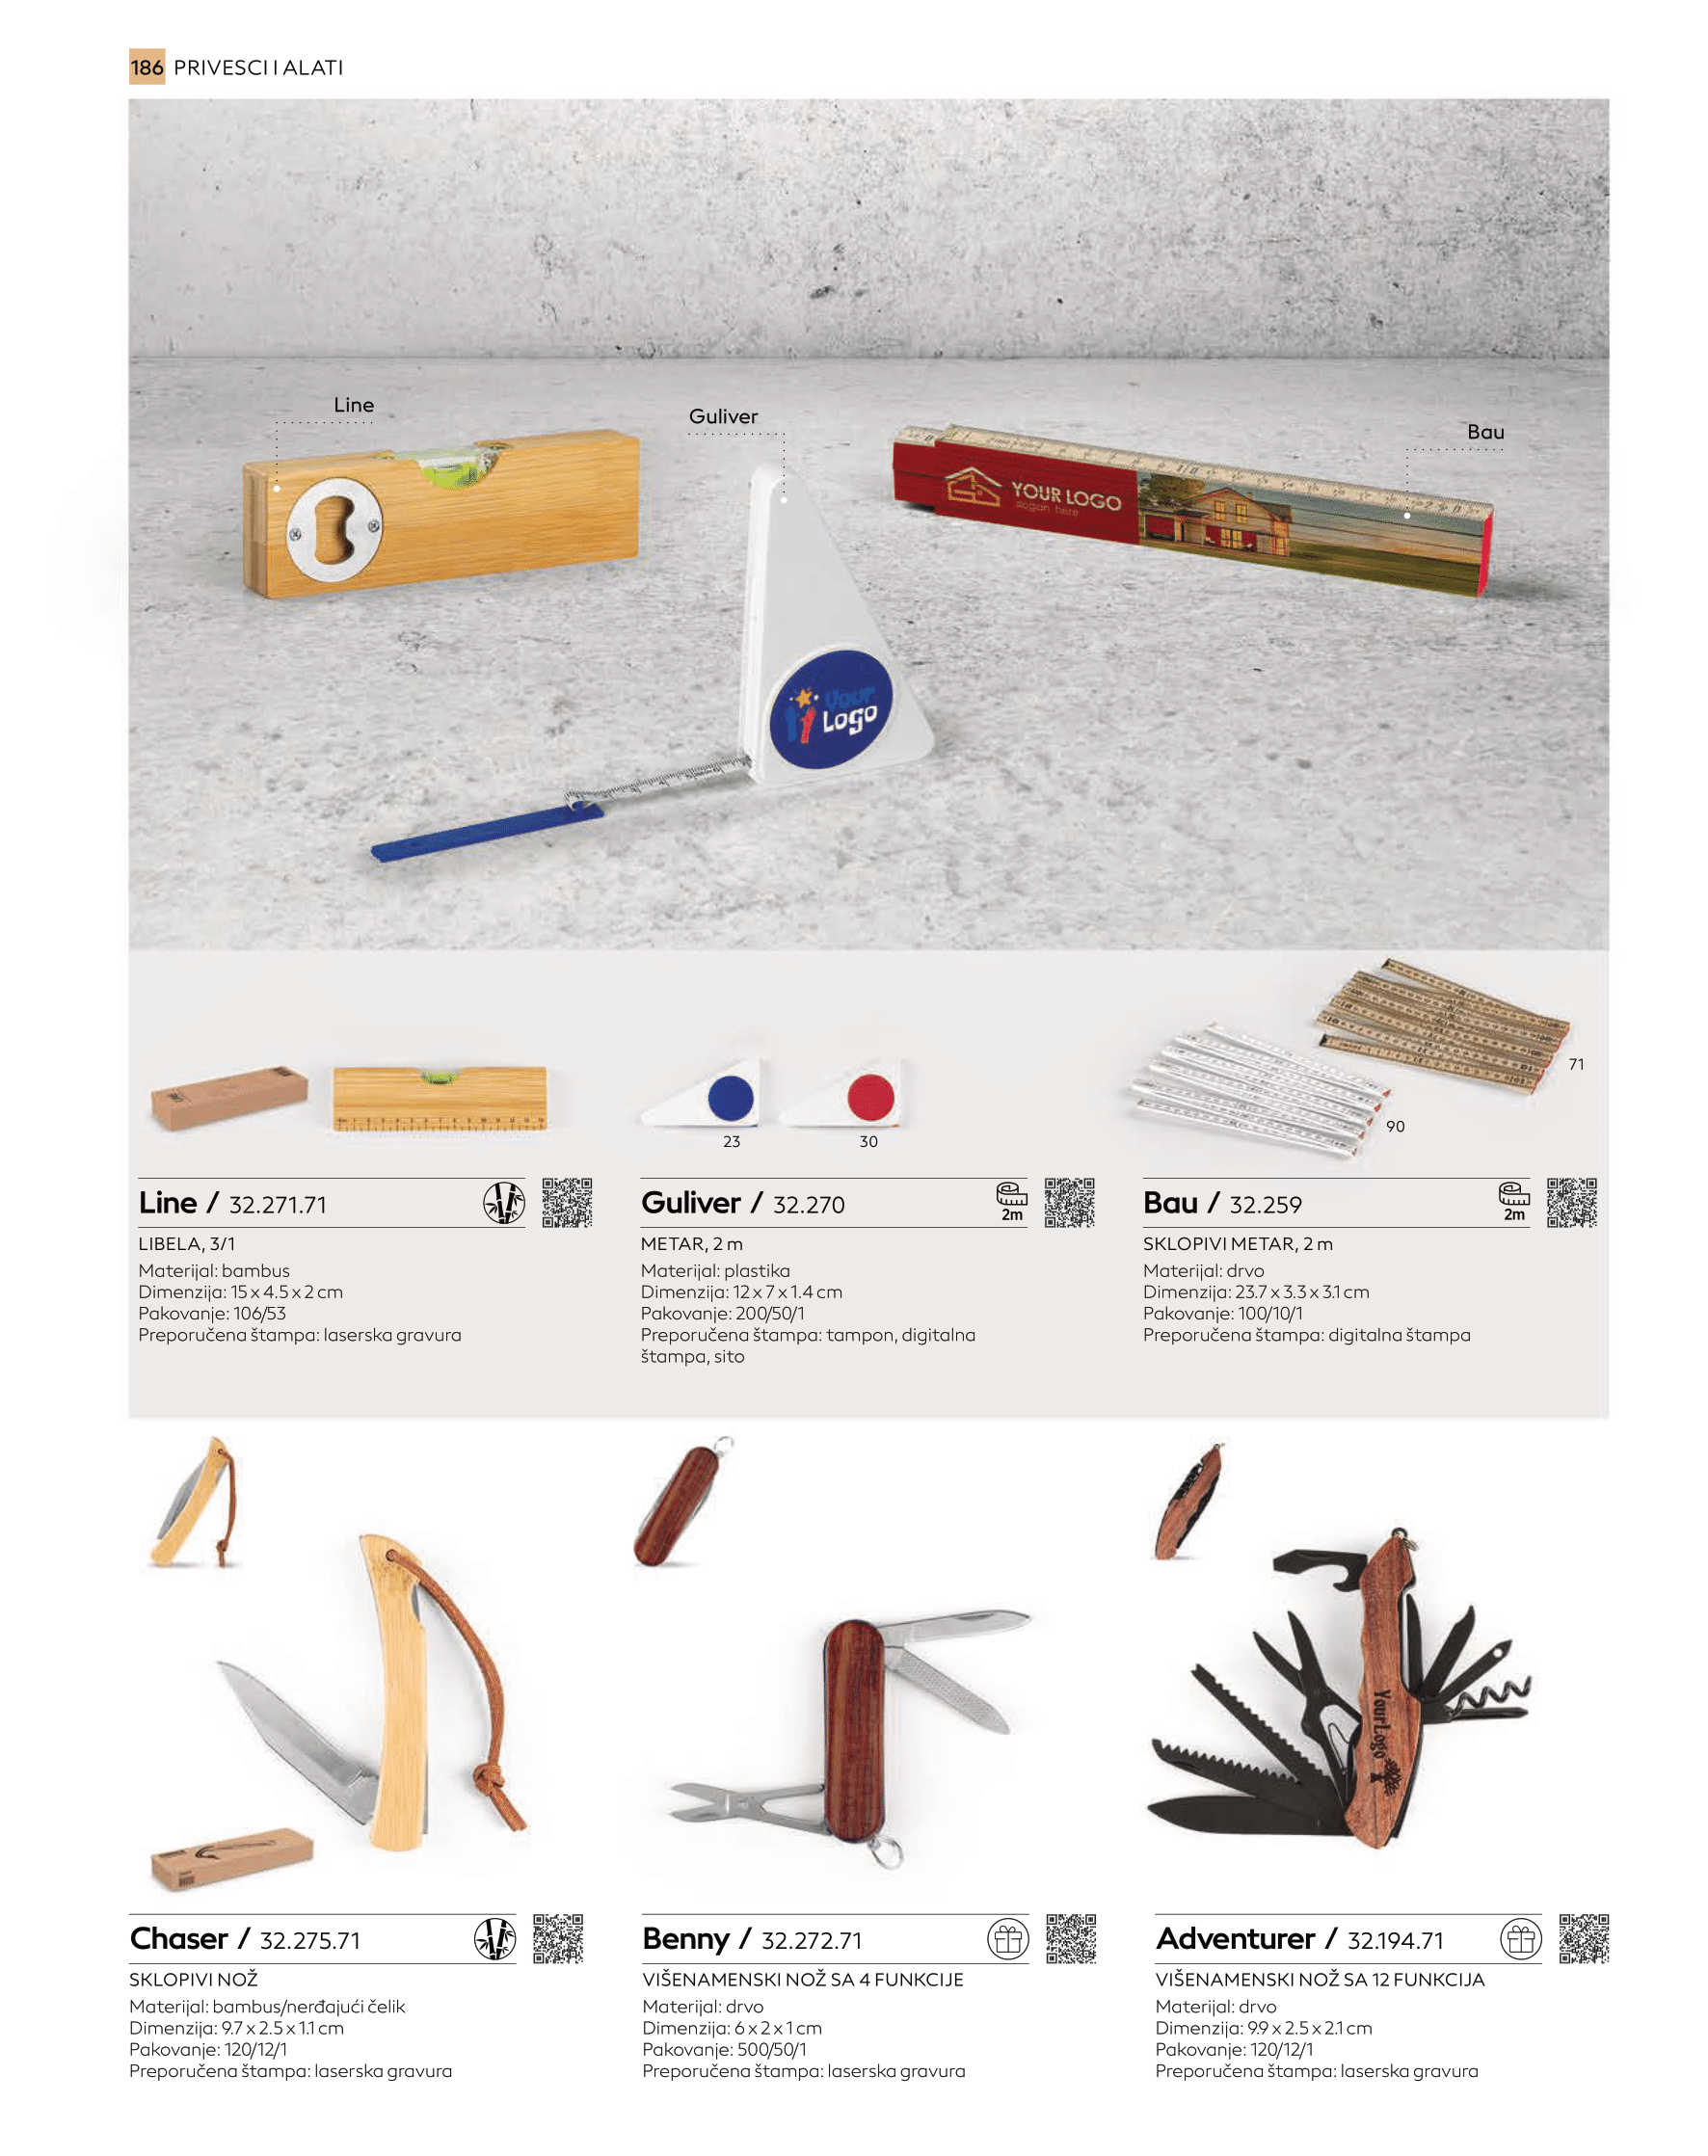 186 PRIVESCI I ALATI
Line
Guliver
Bau
YOUR LOGO
slogan here
Your
Logo
71
90
23
30
Line / 32.271.71
LIBELA, 3/1
Materijal: bambus
Dimenzija: 15 x 4.5 x 2 cm
Pakovanje: 106/53
Preporučena štampa: laserska gravura
Guliver / 32.270
2m
METAR, 2 m
Materijal: plastika
Dimenzija: 12 x 7 x 1.4 cm
Pakovanje: 200/50/1
Preporučena štampa: tampon, digitalna
štampa, sito
Bau / 32.259
2m
SKLOPIVI METAR, 2 m
Materijal: drvo
Dimenzija: 23.7 x 3.3 x 3.1 cm
Pakovanje: 100/10/1
Preporučena štampa: digitalna štampa
YourLogo
Chaser / 32.275.71
SKLOPIVI NOŽ
Materijal: bambus/nerđajući čelik
Dimenzija: 9.7 x 2.5 x 1.1 cm
Pakovanje: 120/12/1
Preporučena štampa: laserska gravura
Benny / 32.272.71
VIŠENAMENSKI NOŽ SA 4 FUNKCIJE
Materijal: drvo
Dimenzija: 6 x 2 x 1 cm
Pakovanje: 500/50/1
Preporučena štampa: laserska gravura
Adventurer / 32.194.71
VIŠENAMENSKI NOŽ SA 12 FUNKCIJA
Materijal: drvo
Dimenzija: 9.9 x 2.5 x 2.1 cm
Pakovanje: 120/12/1
Preporučena štampa: laserska gravura